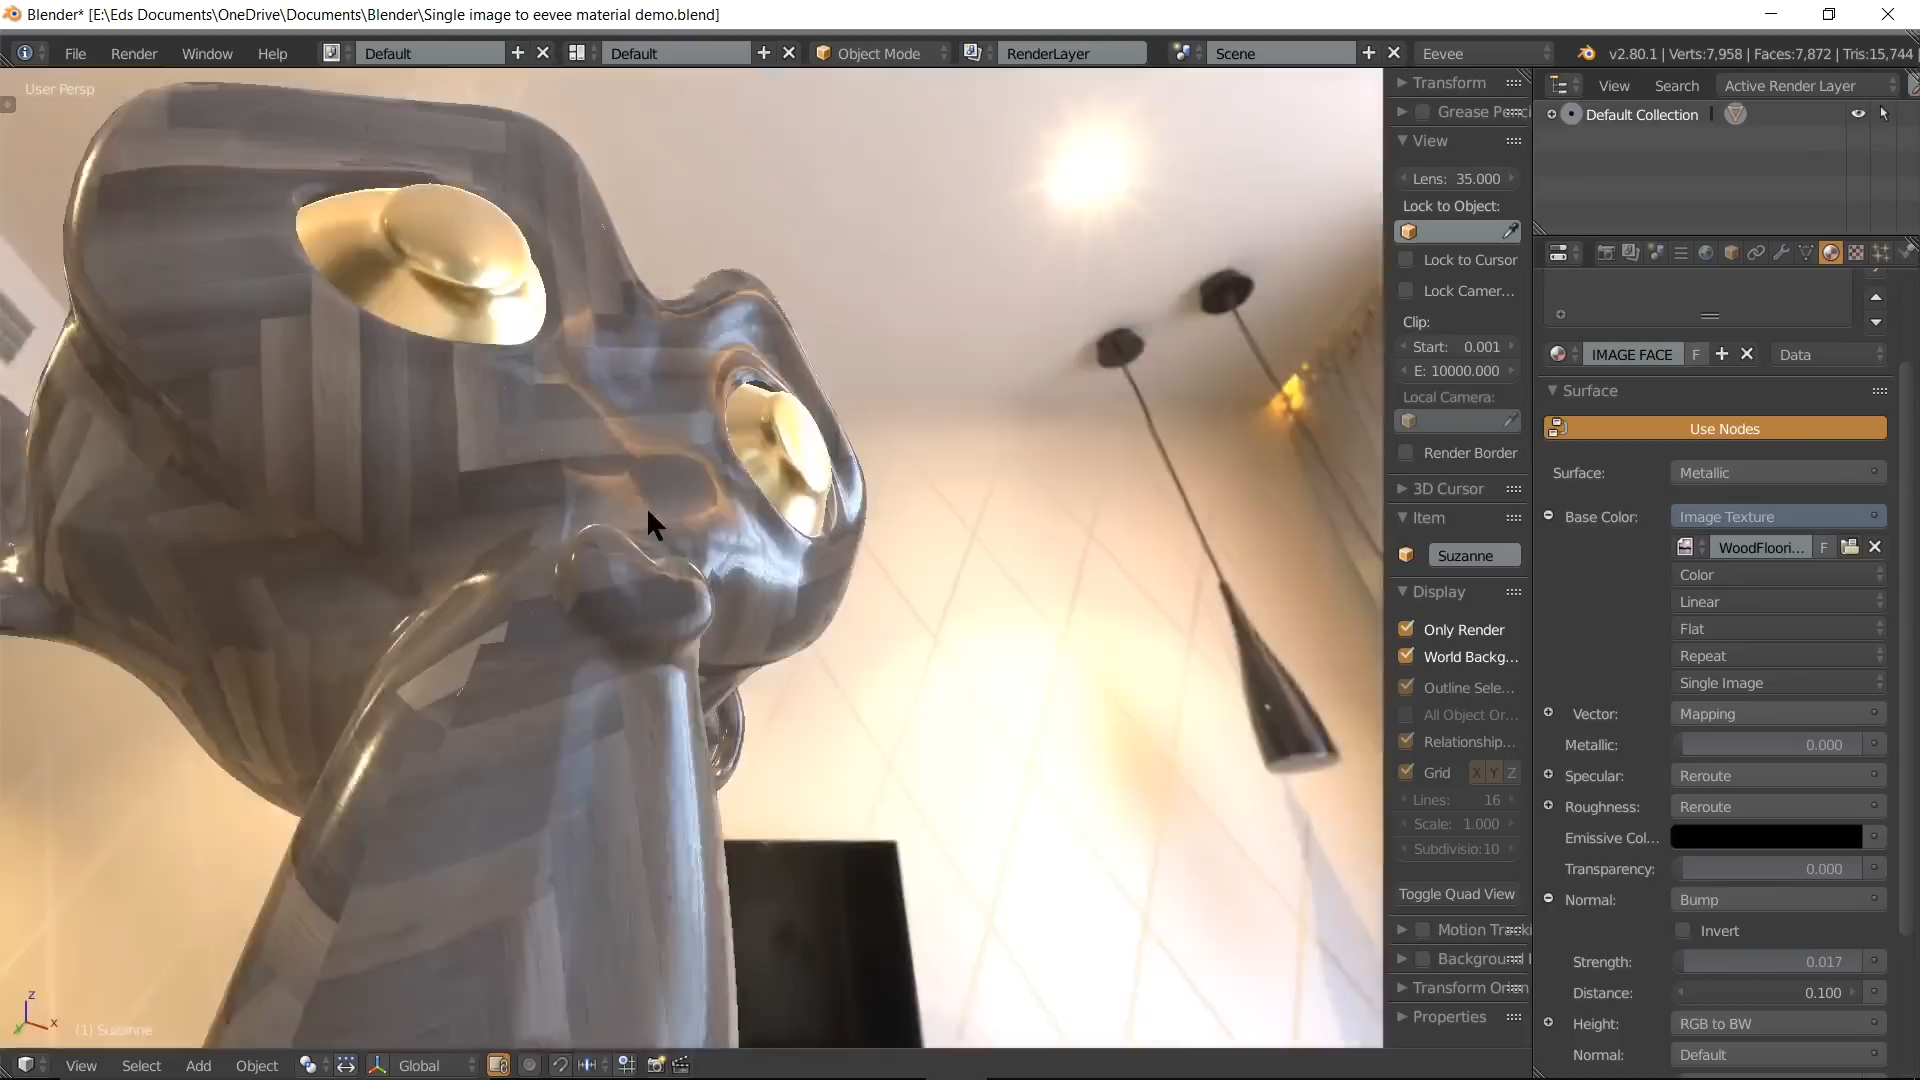 Blender* [E:\Eds Documents\OneDrive\Documents\Blender\Single image to eevee material demo.blend]
File Render Window Help Default Default Object Mode RenderLayer Scene Eevee v2.80.1 | Verts:7,958 | Faces:7,872 | Tris:15,744
User Persp
Transform
Grease
View
Lens: 35.000
Lock to Object:
Lock to Cursor
Lock Camer...
Clip:
Start: 0.001
E: 10000.000
Local Camera:
Render Border
3D Cursor
Item
Suzanne
Display
Only Render
World Backg...
Outline Sele...
All Object Or...
Relationship...
Grid X Y Z
Lines: 16
Scale: 1.000
Subdivisio:10
Toggle Quad View
Motion
Background
Transform
Properties
View Search Active Render Layer
Default Collection
IMAGE FACE F Data
Surface
Use Nodes
Surface: Metallic
Base Color: Image Texture
WoodFloori... F
Color
Linear
Flat
Repeat
Single Image
Vector: Mapping
Metallic: 0.000
Specular: Reroute
Roughness: Reroute
Emissive Col...
Transparency: 0.000
Normal: Bump
Invert
Strength: 0.017
Distance: 0.100
Height: RGB to BW
Normal: Default
z
x
y
(1) Suzanne
View Select Add Object Global